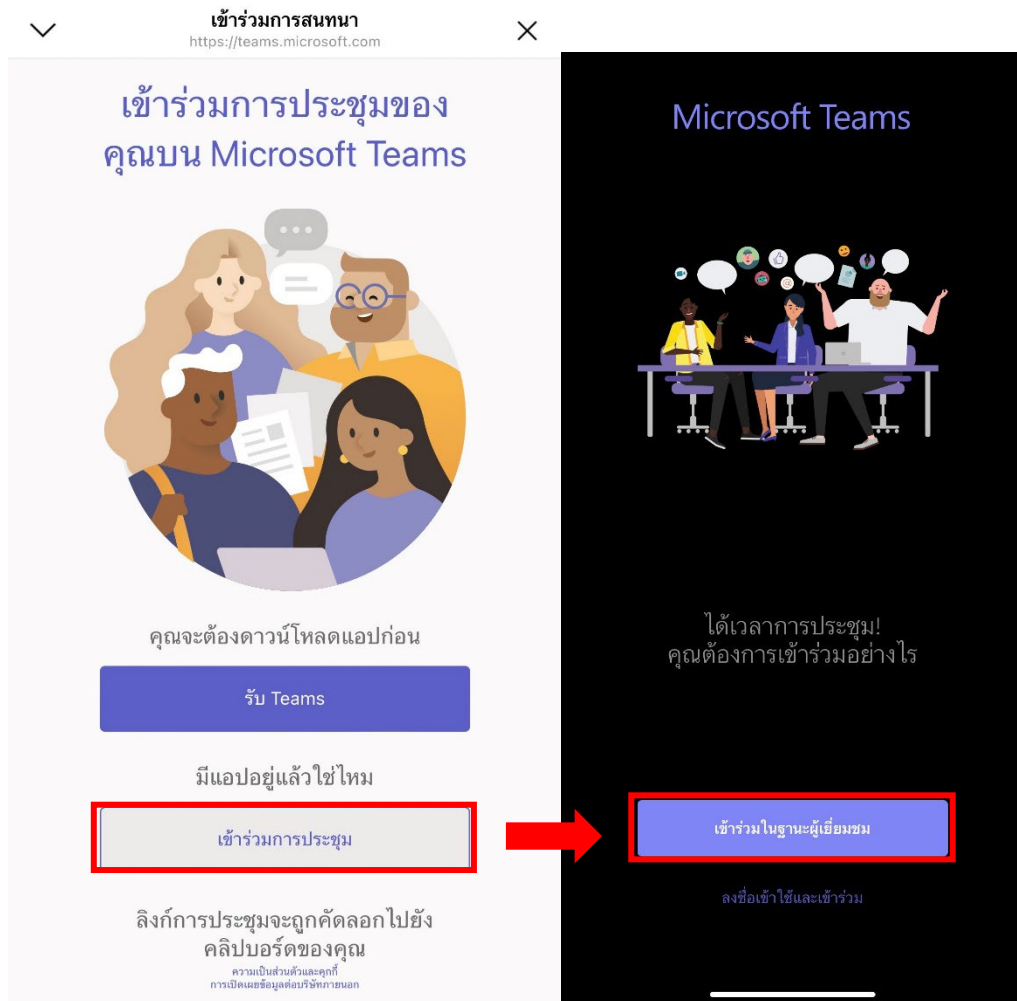 เข้าร่วมการสนทนา
https://teams.microsoft.com
เข้าร่วมการประชุมของ
คุณบน Microsoft Teams
คุณจะต้องดาวน์โหลดแอปก่อน
รับ Teams
มีแอปอยู่แล้วใช่ไหม
เข้าร่วมการประชุม
ลิงก์การประชุมจะถูกคัดลอกไปยัง
คลิปบอร์ดของคุณ
ความเป็นส่วนตัวและคุกกี้
การเปิดเผยข้อมูลต่อบริษัทภายนอก
Microsoft Teams
ได้เวลาการประชุม!
คุณต้องการเข้าร่วมอย่างไร
เข้าร่วมในฐานะผู้เยี่ยมชม
ลงชื่อเข้าใช้และเข้าร่วม